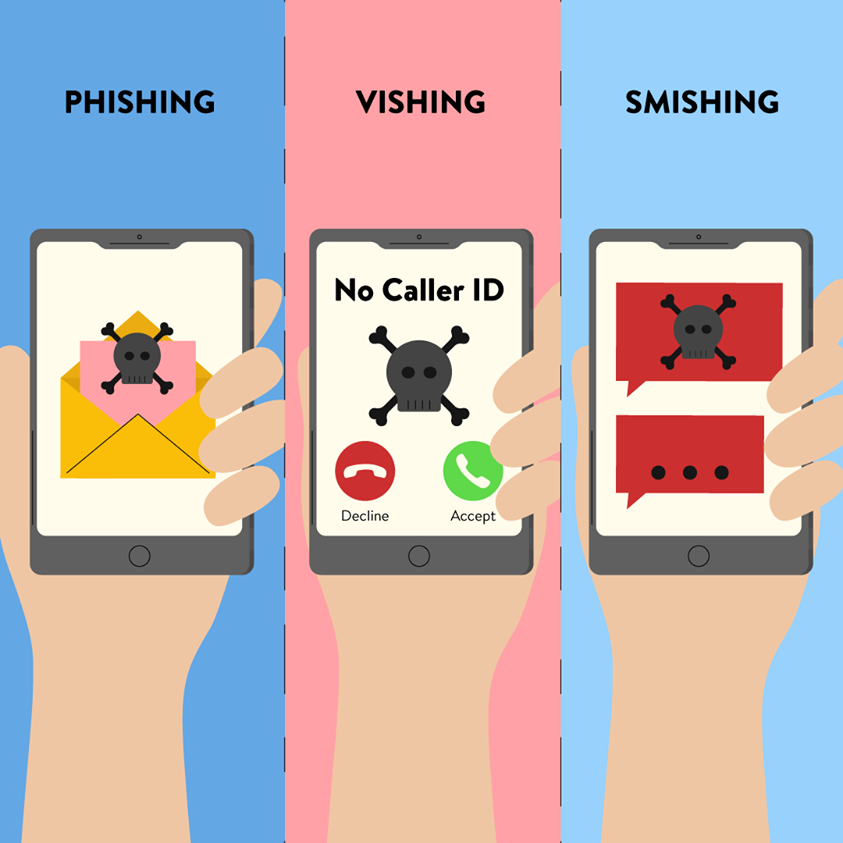 PHISHING
VISHING
SMISHING
No Caller ID
Decline
Accept